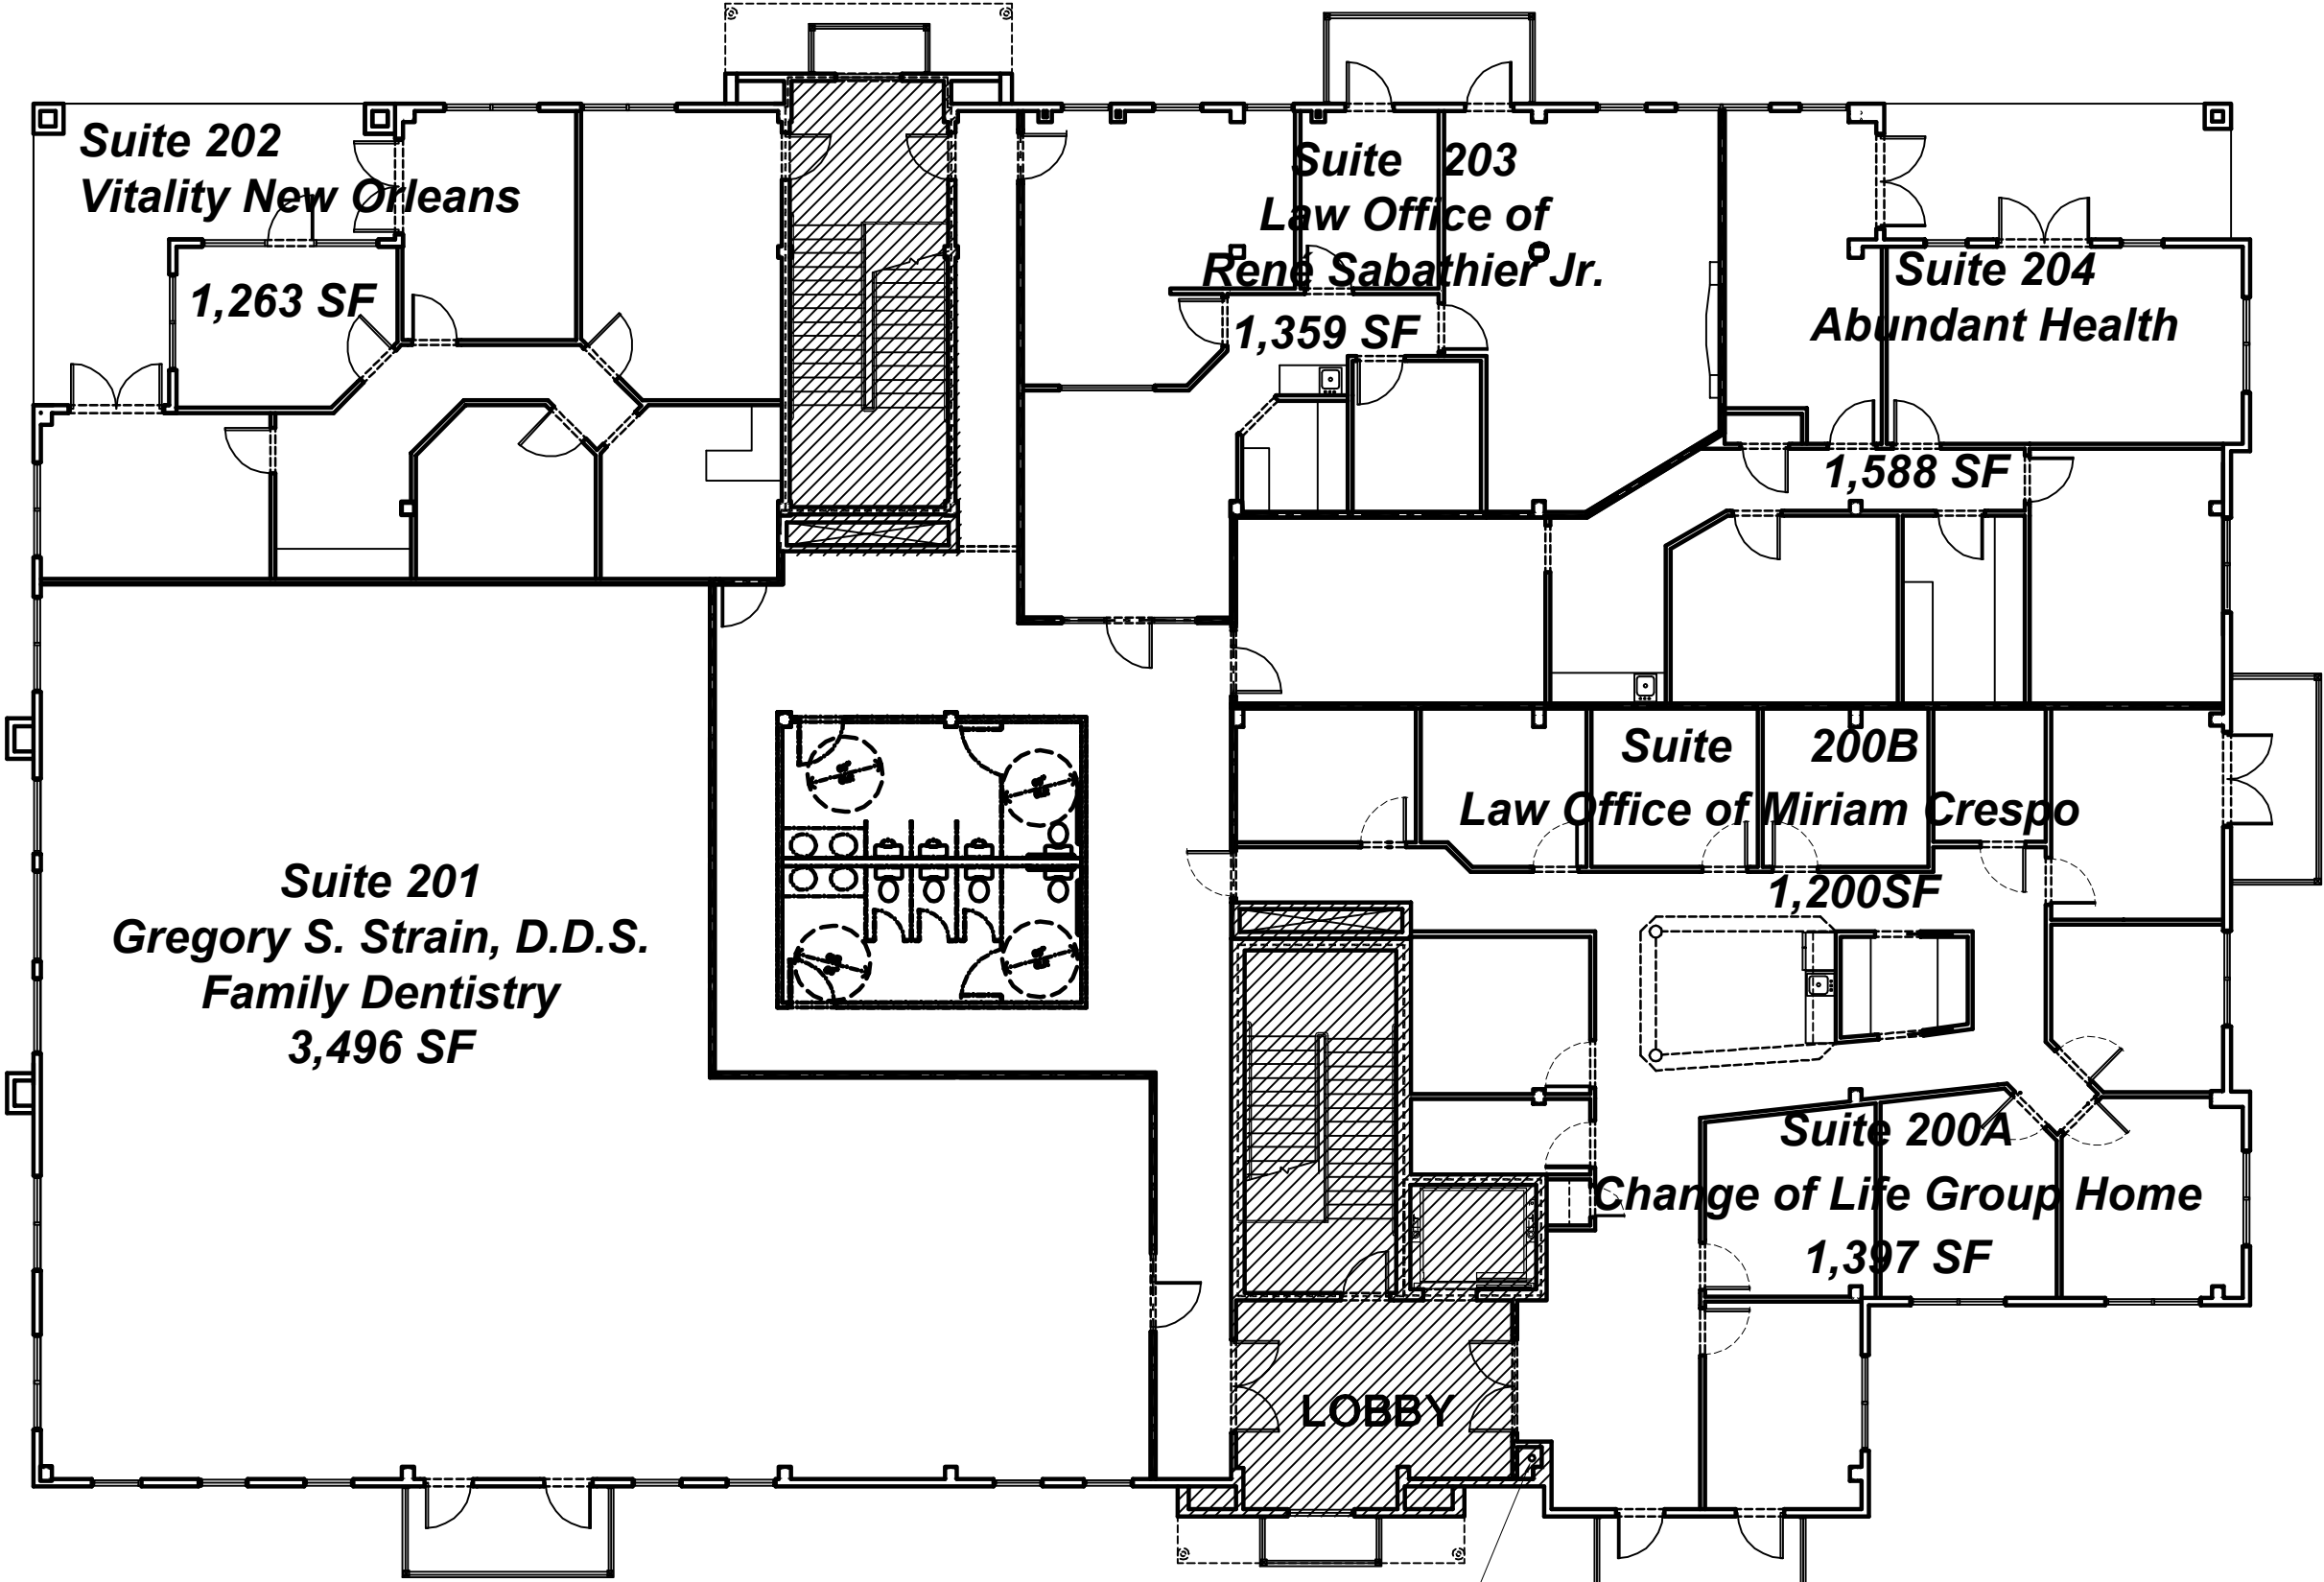 Suite 202
Vitality New Orleans
1,263 SF
Suite 203
Law Office of
Rene Sabathier Jr.
1,359 SF
Suite 204
Abundant Health
1,588 SF
Suite 200B
Law Office of Miriam Crespo
1,200SF
Suite 201
Gregory S. Strain, D.D.S.
Family Dentistry
3,496 SF
Suite 200A
Change of Life Group Home
1,397 SF
LOBBY